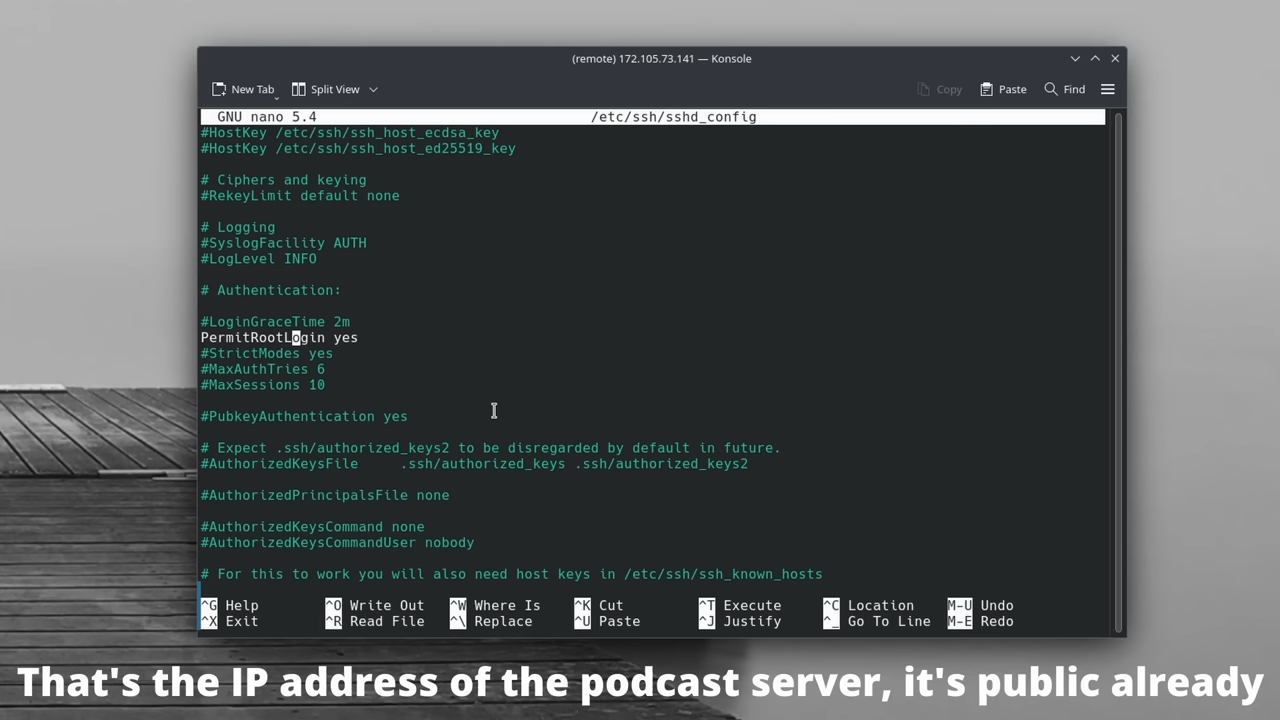 (remote) 172.105.73.141 — Konsole
New Tab Split View Copy Paste Find
GNU nano 5.4 /etc/ssh/sshd_config
#HostKey /etc/ssh/ssh_host_ecdsa_key
#HostKey /etc/ssh/ssh_host_ed25519_key
# Ciphers and keying
#RekeyLimit default none
# Logging
#SyslogFacility AUTH
#LogLevel INFO
# Authentication:
#LoginGraceTime 2m
PermitRootLogin yes
#StrictModes yes
#MaxAuthTries 6
#MaxSessions 10
#PubkeyAuthentication yes
# Expect .ssh/authorized_keys2 to be disregarded by default in future.
#AuthorizedKeysFile     .ssh/authorized_keys .ssh/authorized_keys2
#AuthorizedPrincipalsFile none
#AuthorizedKeysCommand none
#AuthorizedKeysCommandUser nobody
# For this to work you will also need host keys in /etc/ssh/ssh_known_hosts
^G Help ^O Write Out ^W Where Is ^K Cut ^T Execute ^C Location M-U Undo
^X Exit ^R Read File ^\ Replace ^U Paste ^J Justify ^_ Go To Line M-E Redo
That's the IP address of the podcast server, it's public already